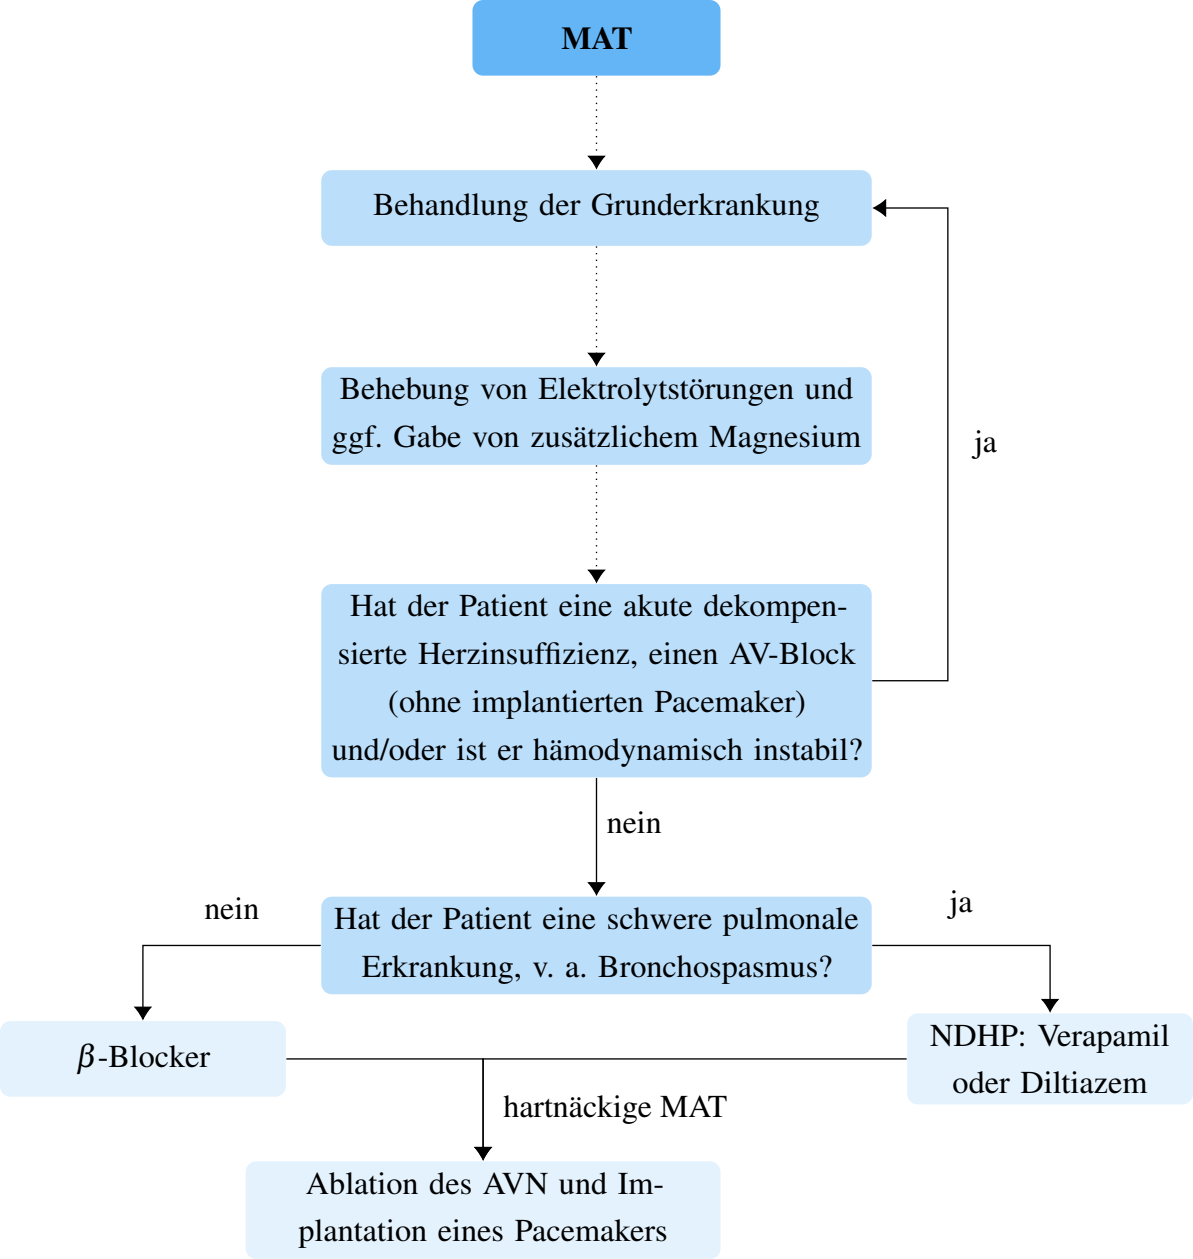 MAT
Behandlung der Grunderkrankung
Behebung von Elektrolytstörungen und
ggf. Gabe von zusätzlichem Magnesium
ja
Hat der Patient eine akute dekompen-
sierte Herzinsuffizienz, einen AV-Block
(ohne implantierten Pacemaker)
und/oder ist er hämodynamisch instabil?
nein
nein
Hat der Patient eine schwere pulmonale
Erkrankung, v. a. Bronchospasmus?
ja
β-Blocker
NDHP: Verapamil
oder Diltiazem
hartnäckige MAT
Ablation des AVN und Im-
plantation eines Pacemakers